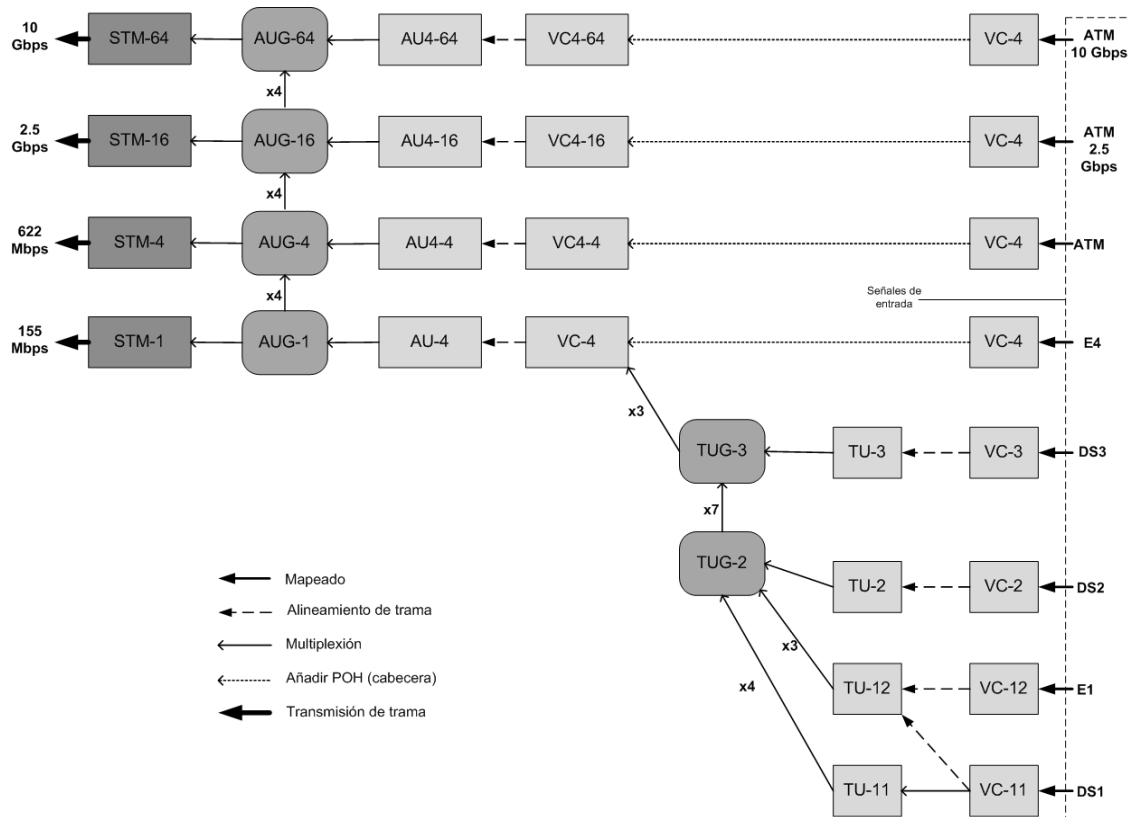 10
Gbps
STM-64
AUG-64
AU4-64
VC4-64
VC-4
ATM
10 Gbps
x4
2.5
Gbps
STM-16
AUG-16
AU4-16
VC4-16
VC-4
ATM
2.5
Gbps
x4
622
Mbps
STM-4
AUG-4
AU4-4
VC4-4
VC-4
ATM
x4
Señales de
entrada
155
Mbps
STM-1
AUG-1
AU-4
VC-4
VC-4
E4
x3
TUG-3
TU-3
VC-3
DS3
x7
TUG-2
TU-2
VC-2
DS2
x3
TU-12
VC-12
E1
x4
TU-11
VC-11
DS1
Mapeado
Alineamiento de trama
Multiplexión
Añadir POH (cabecera)
Transmisión de trama